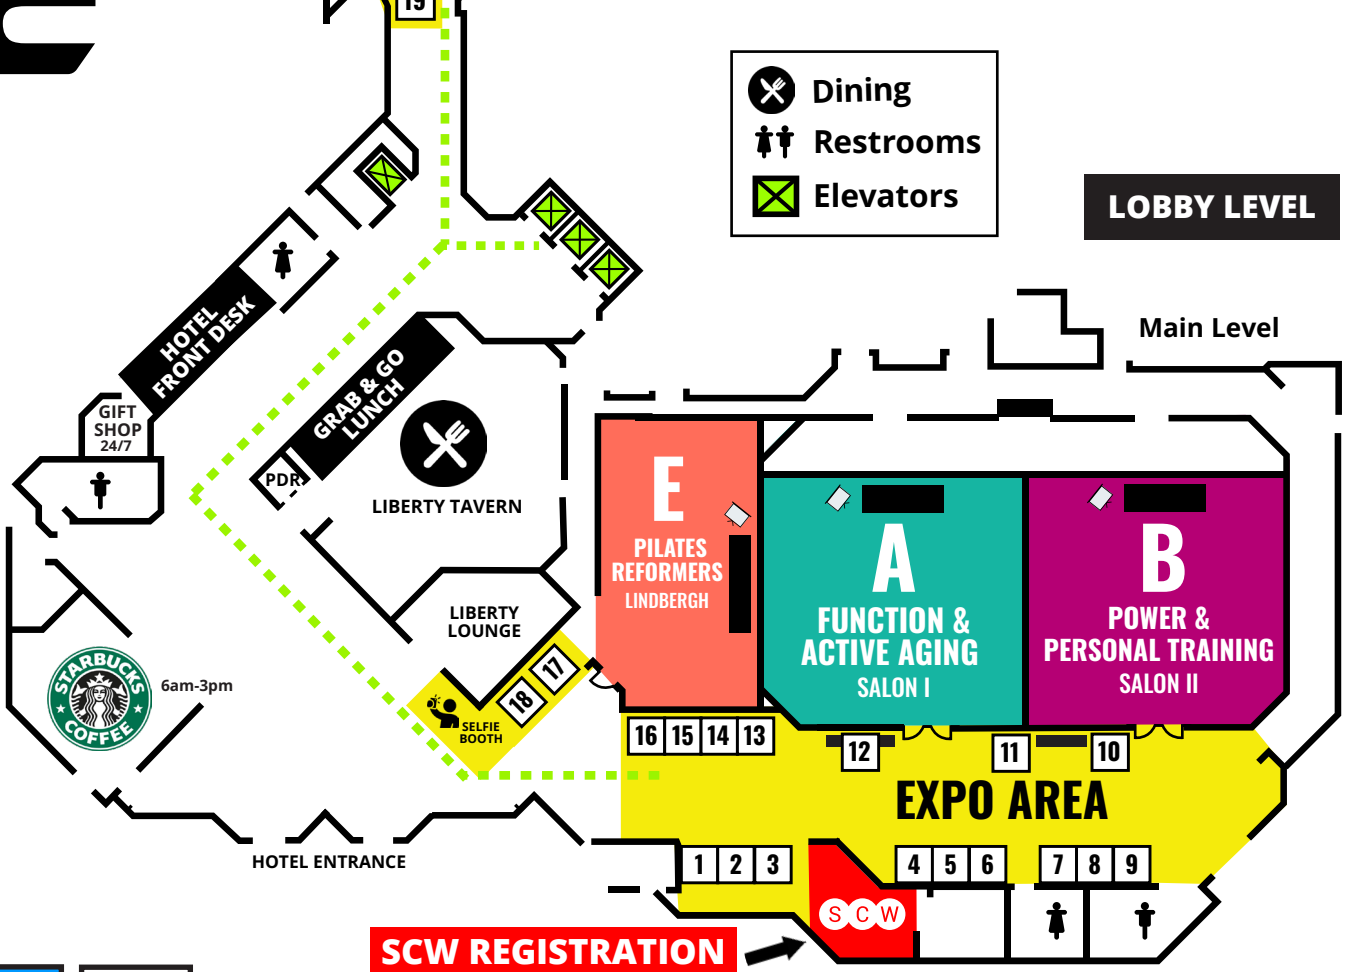 19
Dining
Restrooms
Elevators
LOBBY LEVEL
Main Level
HOTEL
FRONT DESK
GIFT
SHOP
24/7
GRAB & GO
LUNCH
PDR
LIBERTY TAVERN
LIBERTY
LOUNGE
E
PILATES
REFORMERS
LINDBERGH
A
FUNCTION &
ACTIVE AGING
SALON I
B
POWER &
PERSONAL TRAINING
SALON II
STARBUCKS
COFFEE
6am-3pm
17
18
SELFIE
BOOTH
16 15 14 13
12
11
10
EXPO AREA
HOTEL ENTRANCE
1 2 3
4 5 6
7 8 9
SCW
SCW REGISTRATION